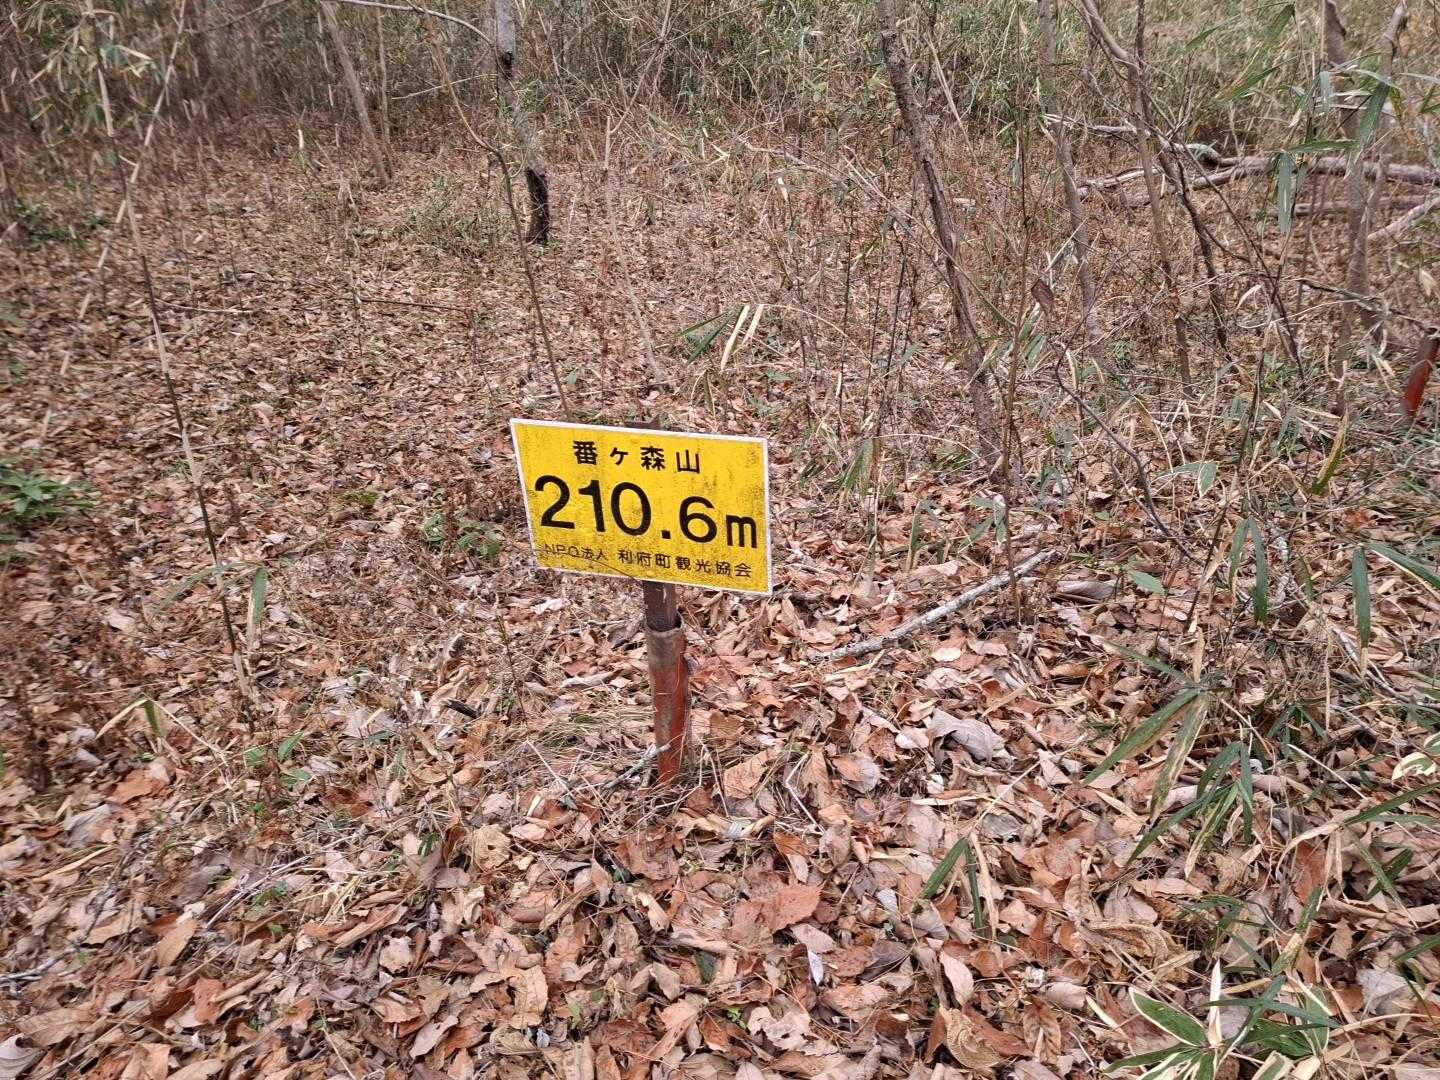 番ヶ森山
210.6m
NPO法人 利府町観光協会